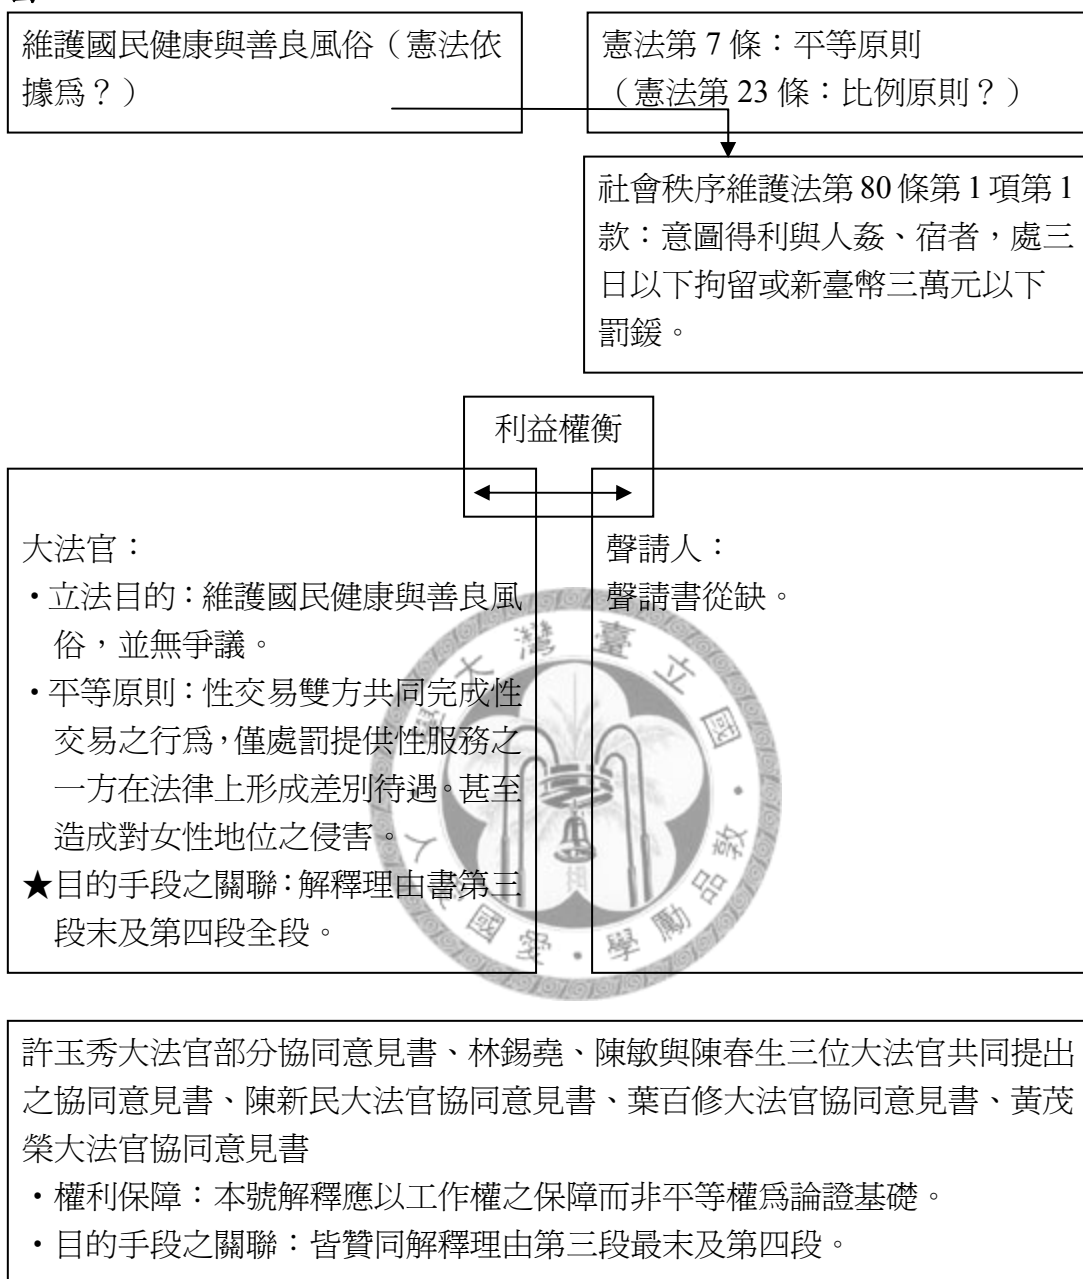 維護國民健康與善良風俗（憲法依
據為？）
憲法第 7 條：平等原則
（憲法第 23 條：比例原則？）
社會秩序維護法第 80 條第 1 項第 1
款：意圖得利與人姦、宿者，處三
日以下拘留或新臺幣三萬元以下
罰鍰。
利益權衡
大法官：
・立法目的：維護國民健康與善良風
俗，並無爭議。
・平等原則：性交易雙方共同完成性
交易之行為，僅處罰提供性服務之
一方在法律上形成差別待遇。甚至
造成對女性地位之侵害。
★目的手段之關聯：解釋理由書第三
段末及第四段全段。
聲請人：
聲請書從缺。
許玉秀大法官部分協同意見書、林錫堯、陳敏與陳春生三位大法官共同提出
之協同意見書、陳新民大法官協同意見書、葉百修大法官協同意見書、黃茂
榮大法官協同意見書
・權利保障：本號解釋應以工作權之保障而非平等權為論證基礎。
・目的手段之關聯：皆贊同解釋理由第三段最末及第四段。